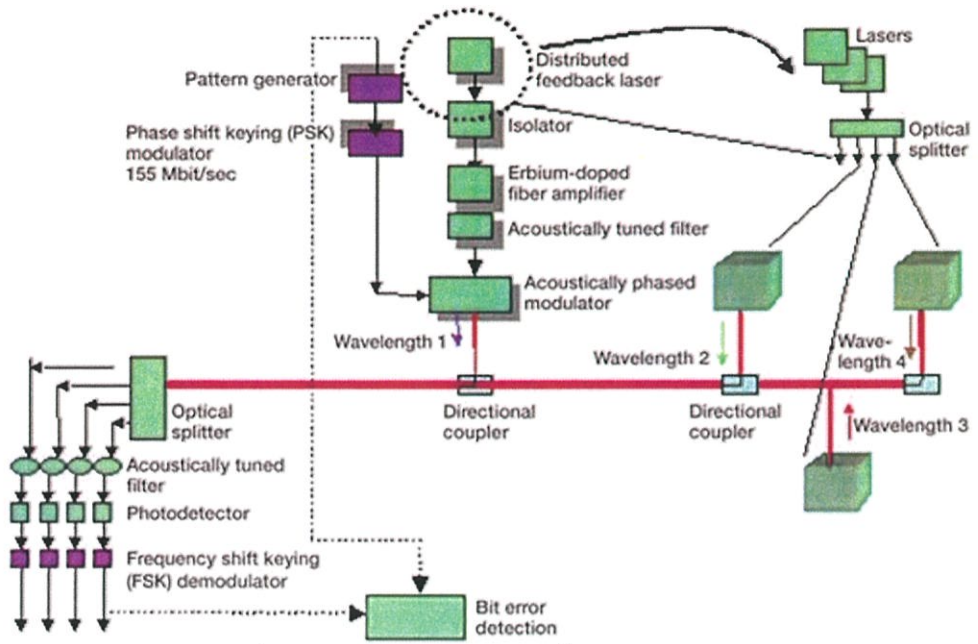 Lasers
Distributed
feedback laser
Pattern generator
Isolator
Optical
splitter
Phase shift keying (PSK)
modulator
155 Mbit/sec
Erbium-doped
fiber amplifier
Acoustically tuned filter
Acoustically phased
modulator
Wavelength 1
Wavelength 2
Wave-
length 4
Optical
splitter
Directional
coupler
Directional
coupler
Wavelength 3
Acoustically tuned
filter
Photodetector
Frequency shift keying
(FSK) demodulator
Bit error
detection